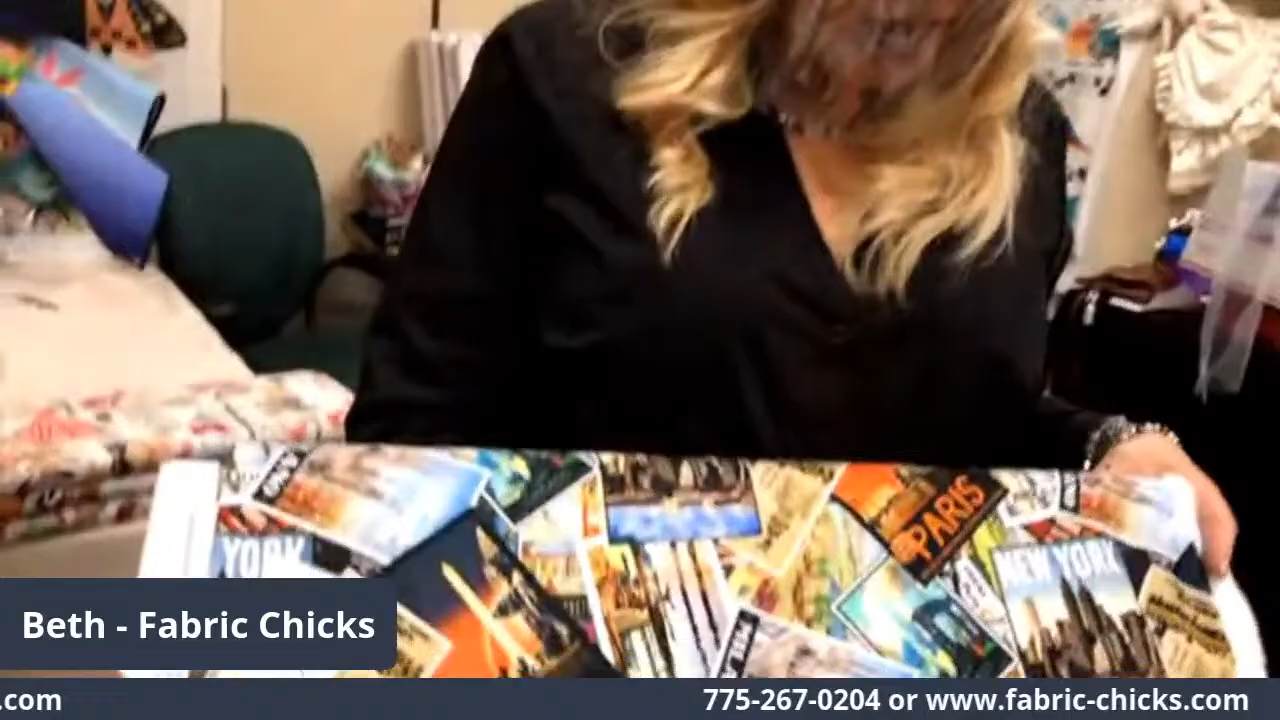 PARIS
YORK
NEW YORK
Beth - Fabric Chicks
.com
775-267-0204 or www.fabric-chicks.com